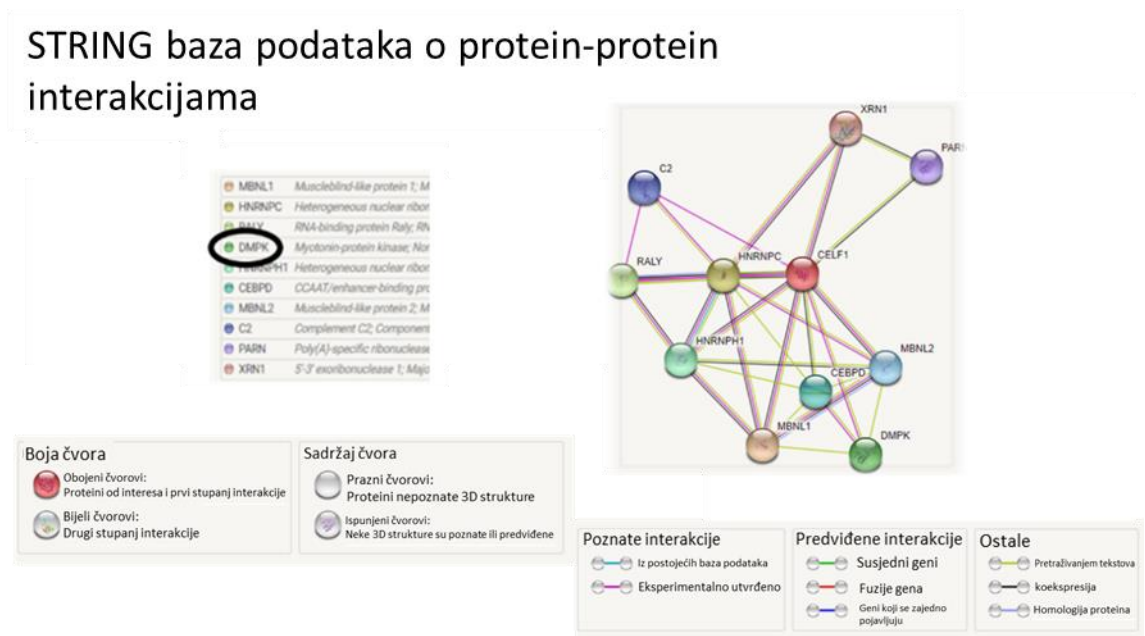 STRING baza podataka o protein-protein
interakcijama
MBNL1 Muscleblind-like protein 1; M
HNRNPC Heterogeneous nuclear ribon
RALY RNA-binding protein Raly; RN
DMPK Myotonin-protein kinase; Non
HNRNPH1 Heterogeneous nuclear ribon
CEBPD CCAAT/enhancer-binding pro
MBNL2 Muscleblind-like protein 2; M
C2 Complement C2; Component
PARN Poly(A)-specific ribonuclease
XRN1 5'-3' exoribonuclease 1; Majo
XRN1
PARN
C2
HNRNPC
CELF1
RALY
HNRNPH1
MBNL2
CEBPD
MBNL1
DMPK
Boja čvora
Obojeni čvorovi:
Proteini od interesa i prvi stupanj interakcije
Bijeli čvorovi:
Drugi stupanj interakcije
Sadržaj čvora
Prazni čvorovi:
Proteini nepoznate 3D strukture
Ispunjeni čvorovi:
Neke 3D strukture su poznate ili predviđene
Poznate interakcije
Iz postojećih baza podataka
Eksperimentalno utvrđeno
Predviđene interakcije
Susjedni geni
Fuzije gena
Geni koji se zajedno
pojavljuju
Ostale
Pretraživanjem tekstova
koekspresija
Homologija proteina